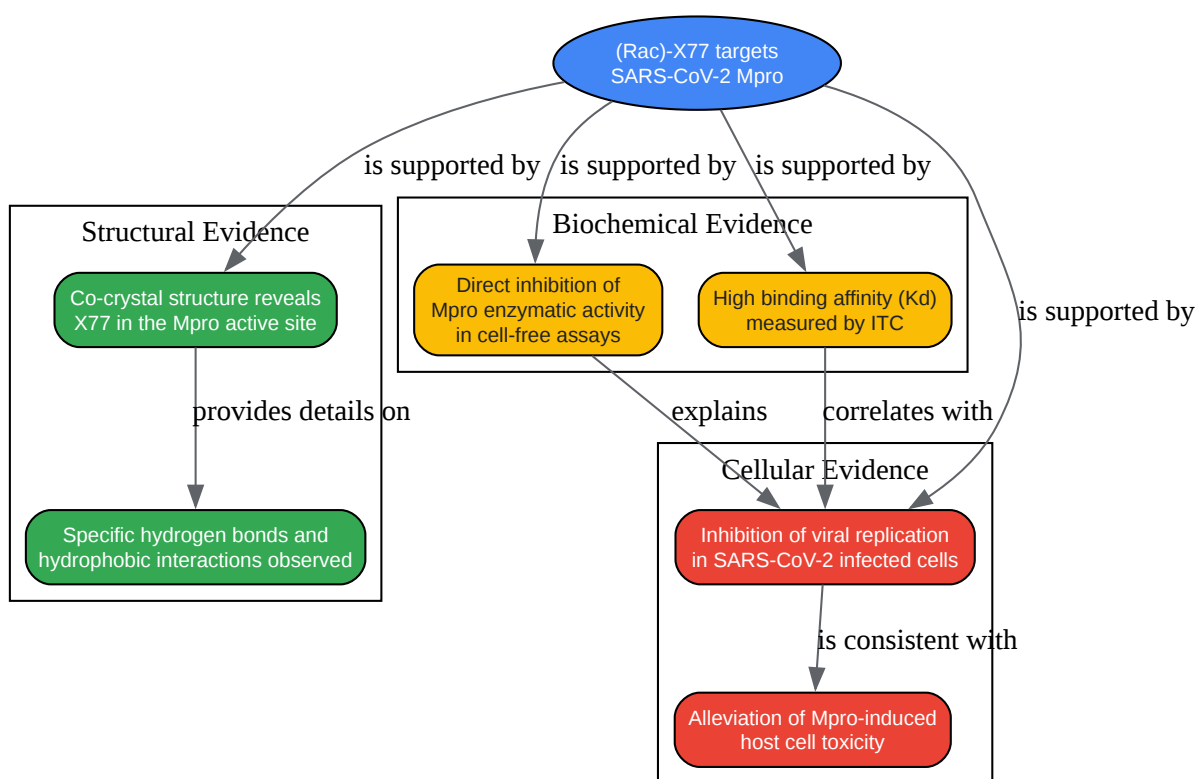 (Rac)-X77 targets
SARS-CoV-2 Mpro
is supported by
is supported by
is supported by
is supported by
Structural Evidence
Co-crystal structure reveals
X77 in the Mpro active site
provides details on
Specific hydrogen bonds and
hydrophobic interactions observed
Biochemical Evidence
Direct inhibition of
Mpro enzymatic activity
in cell-free assays
High binding affinity (Kd)
measured by ITC
explains
correlates with
Cellular Evidence
Inhibition of viral replication
in SARS-CoV-2 infected cells
is consistent with
Alleviation of Mpro-induced
host cell toxicity